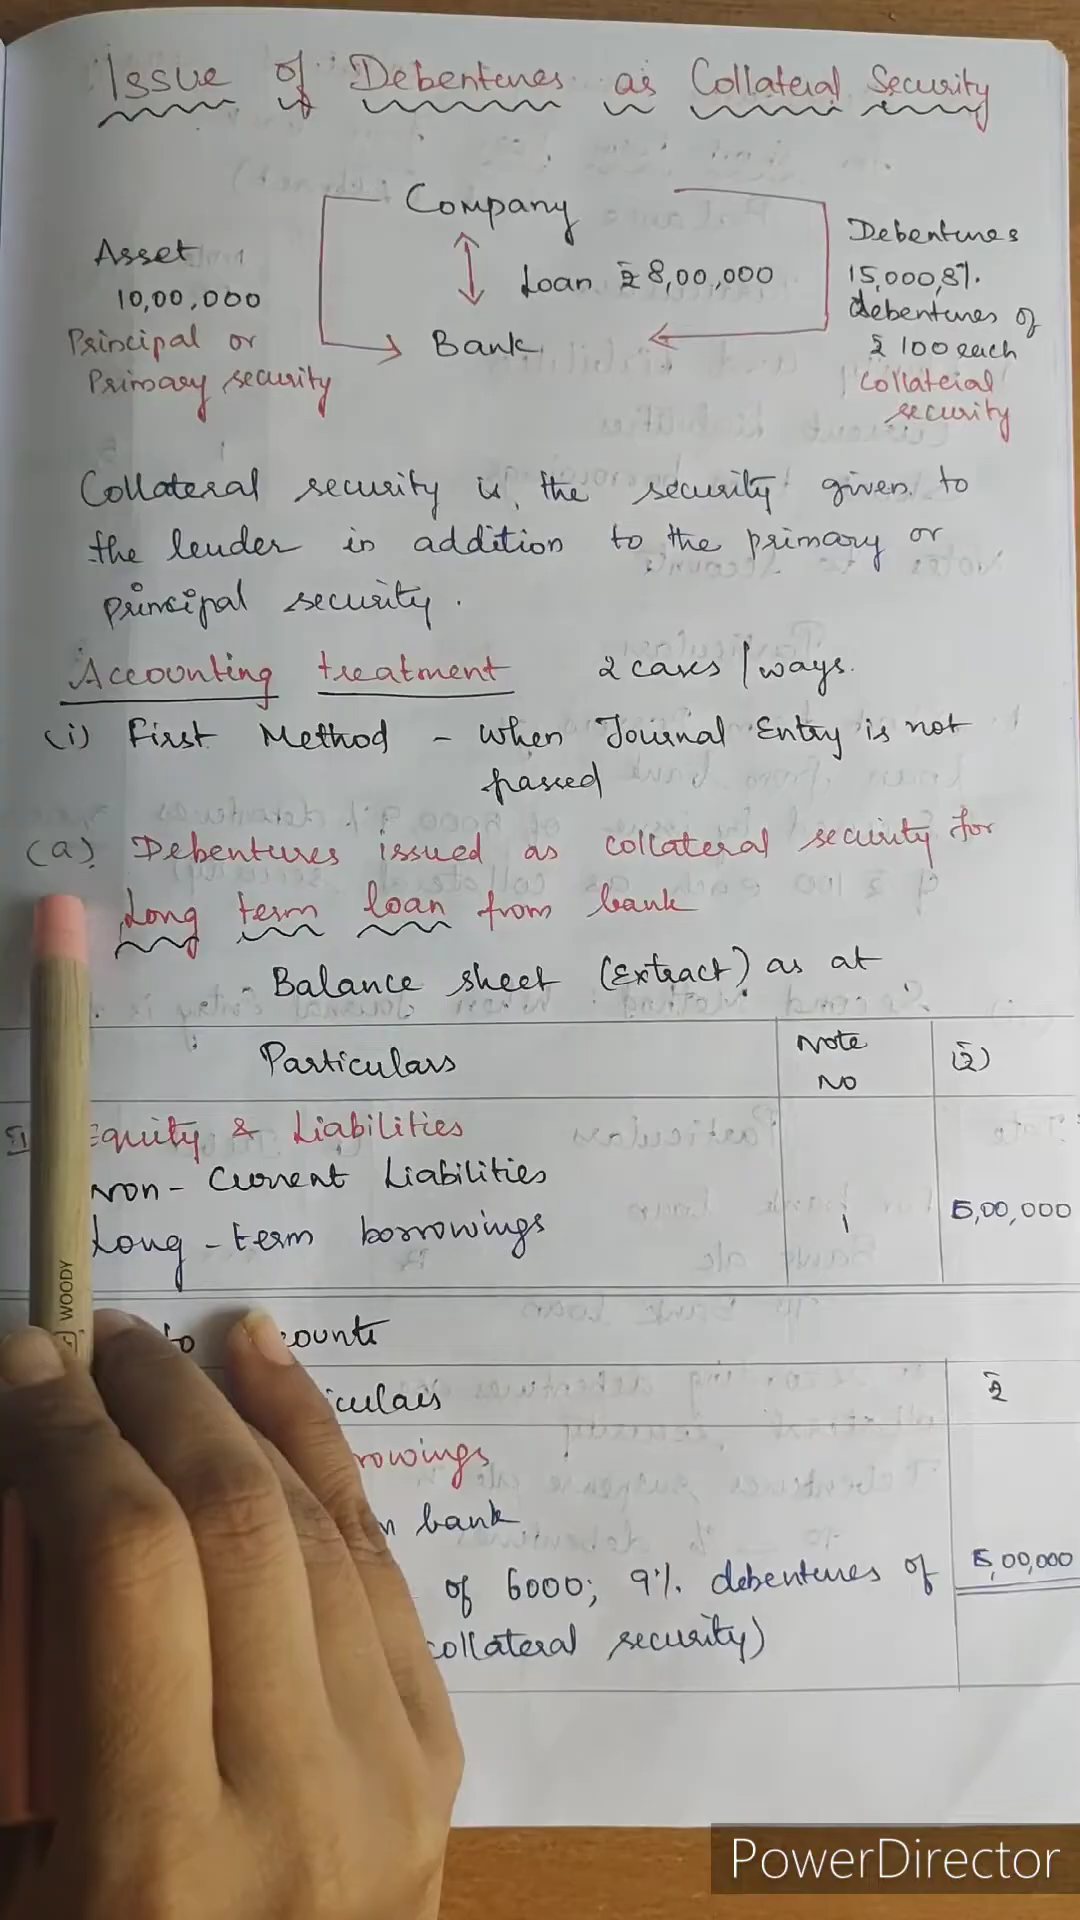 Issue of Debentures as Collateral Security
Company
Asset
10,00,000
Principal or
Primary security
Loan ₹ 8,00,000
Bank
Debentures
15,000, 8%
debentures of
₹ 100 each
collateral
security
Collateral security is the security given to
the lender in addition to the primary or
principal security.
Accounting treatment 2 cases / ways.
(i) First Method - When Journal Entry is not
passed
(a) Debentures issued as collateral security for
Long term loan from bank
Balance sheet (Extract) as at
Particulars Note No (₹)
Equity & Liabilities
Non-Current Liabilities
Long-term borrowings 1 5,00,000
to
₹
bank
of 6000; 9% debentures of 5,00,000
collateral security)
WOODY
PowerDirector